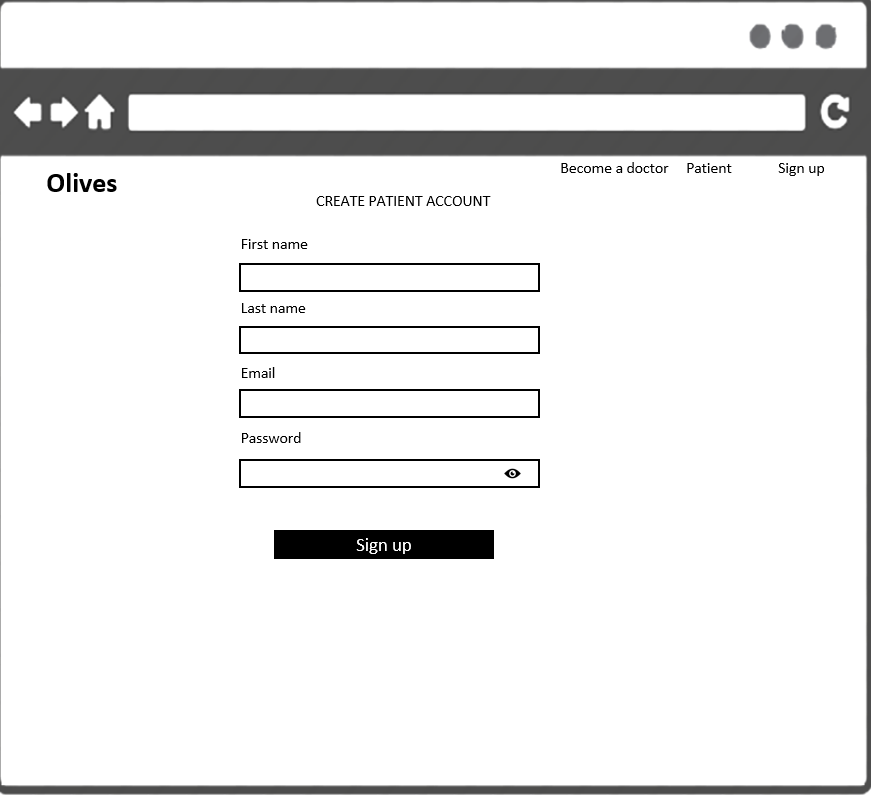 Become a doctor Patient Sign up
Olives
CREATE PATIENT ACCOUNT
First name
Last name
Email
Password
Sign up